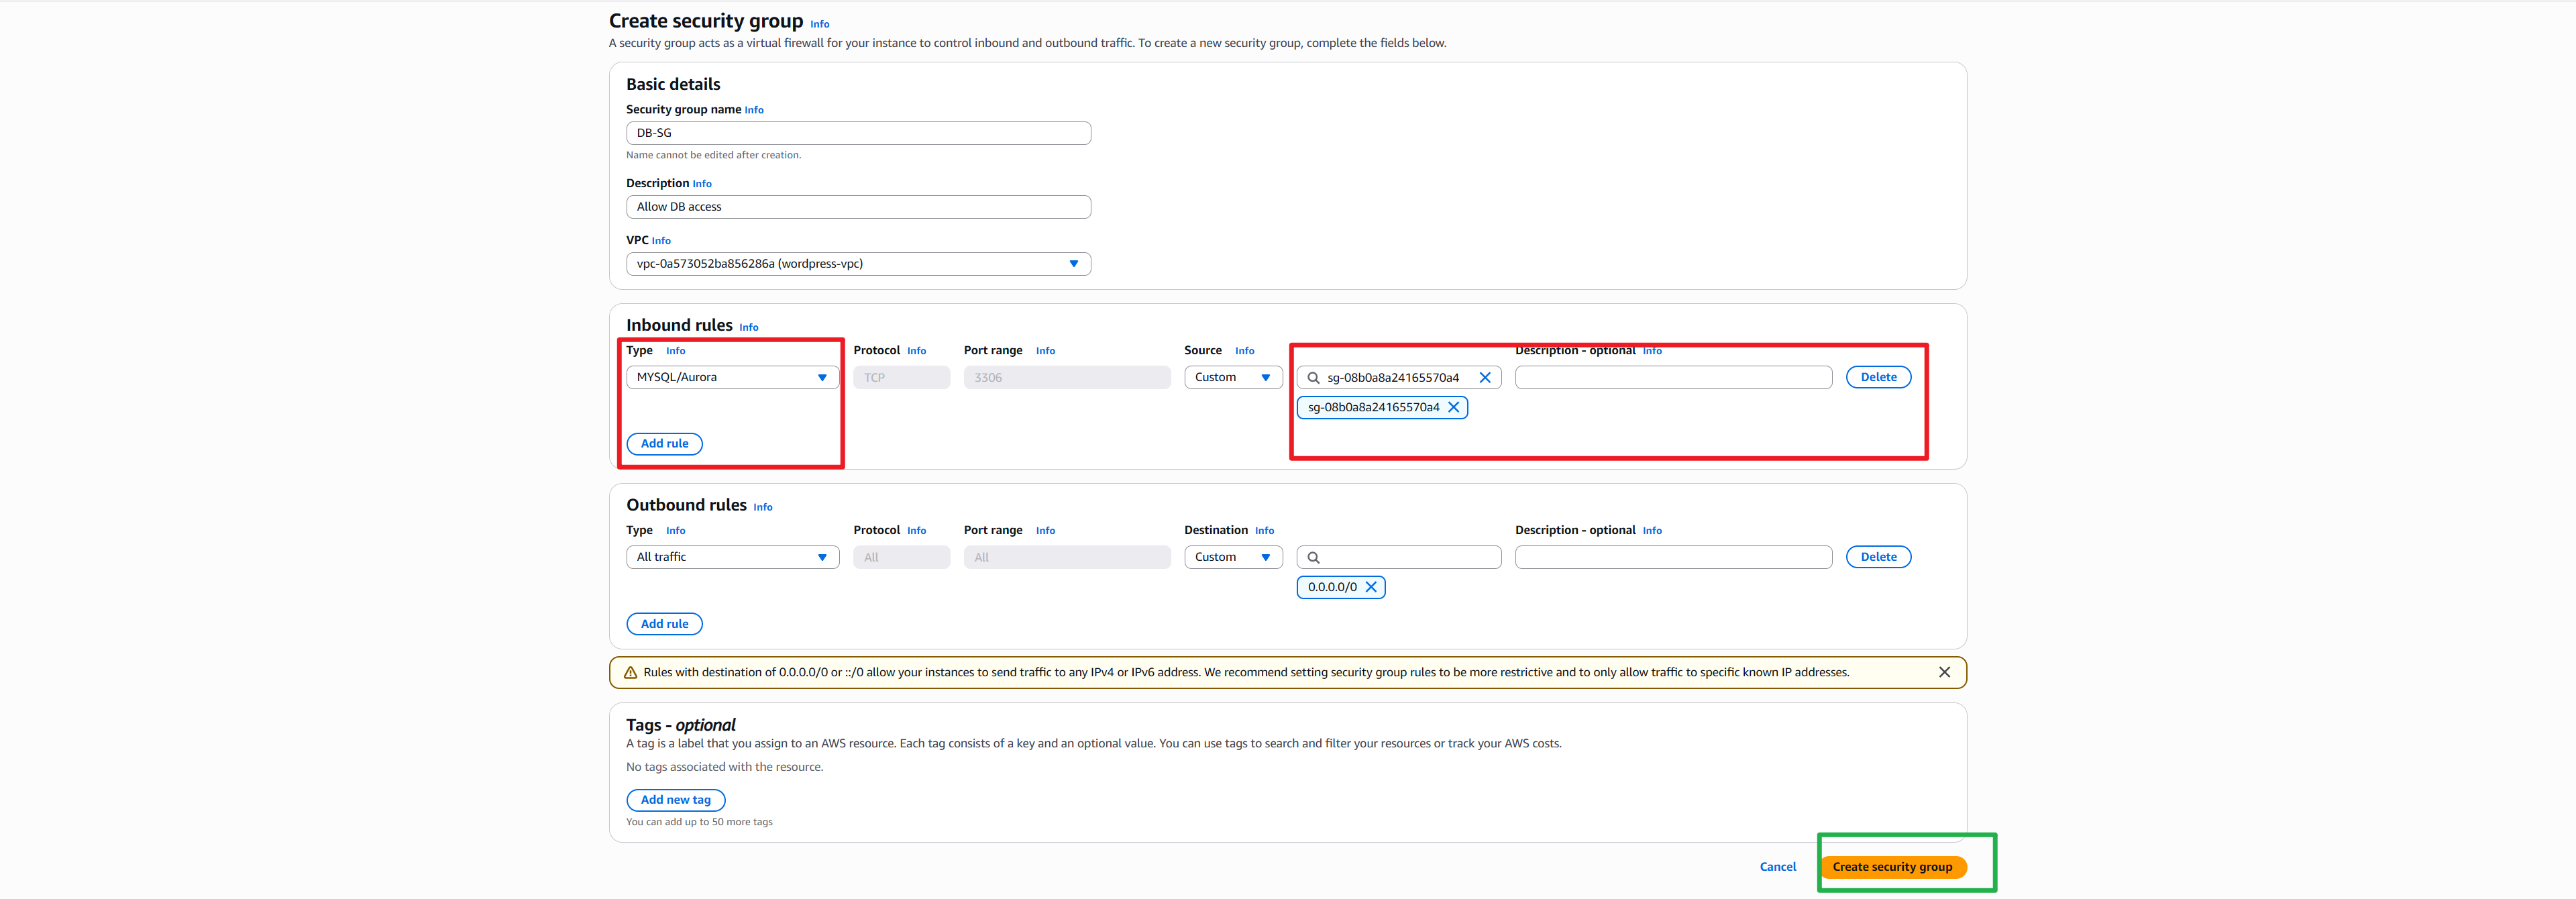 Create security group Info
A security group acts as a virtual firewall for your instance to control inbound and outbound traffic. To create a new security group, complete the fields below.
Basic details
Security group name Info
DB-SG
Name cannot be edited after creation.
Description Info
Allow DB access
VPC Info
vpc-0a573052ba856286a (wordpress-vpc)
Inbound rules Info
Type Info Protocol Info Port range Info Source Info Description - optional Info
MYSQL/Aurora TCP 3306 Custom sg-08b0a8a24165570a4 Delete
sg-08b0a8a24165570a4
Add rule
Outbound rules Info
Type Info Protocol Info Port range Info Destination Info Description - optional Info
All traffic All All Custom Delete
0.0.0.0/0
Add rule
Rules with destination of 0.0.0.0/0 or ::/0 allow your instances to send traffic to any IPv4 or IPv6 address. We recommend setting security group rules to be more restrictive and to only allow traffic to specific known IP addresses.
Tags - optional
A tag is a label that you assign to an AWS resource. Each tag consists of a key and an optional value. You can use tags to search and filter your resources or track your AWS costs.
No tags associated with the resource.
Add new tag
You can add up to 50 more tags
Cancel Create security group